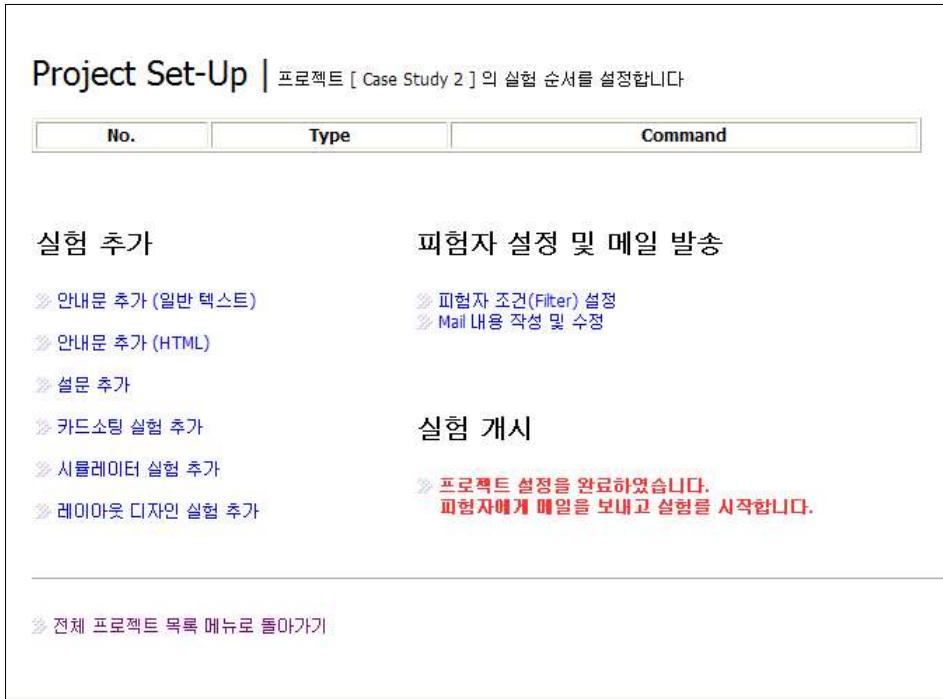 Project Set-Up | 프로젝트 [ Case Study 2 ] 의 실험 순서를 설정합니다
No. Type Command
실험 추가
안내문 추가 (일반 텍스트)
안내문 추가 (HTML)
설문 추가
카드소팅 실험 추가
시뮬레이터 실험 추가
레이아웃 디자인 실험 추가
피험자 설정 및 메일 발송
피험자 조건(Filter) 설정
Mail 내용 작성 및 수정
실험 개시
프로젝트 설정을 완료하였습니다.
피험자에게 메일을 보내고 실험를 시작합니다.
전체 프로젝트 목록 메뉴로 돌아가기